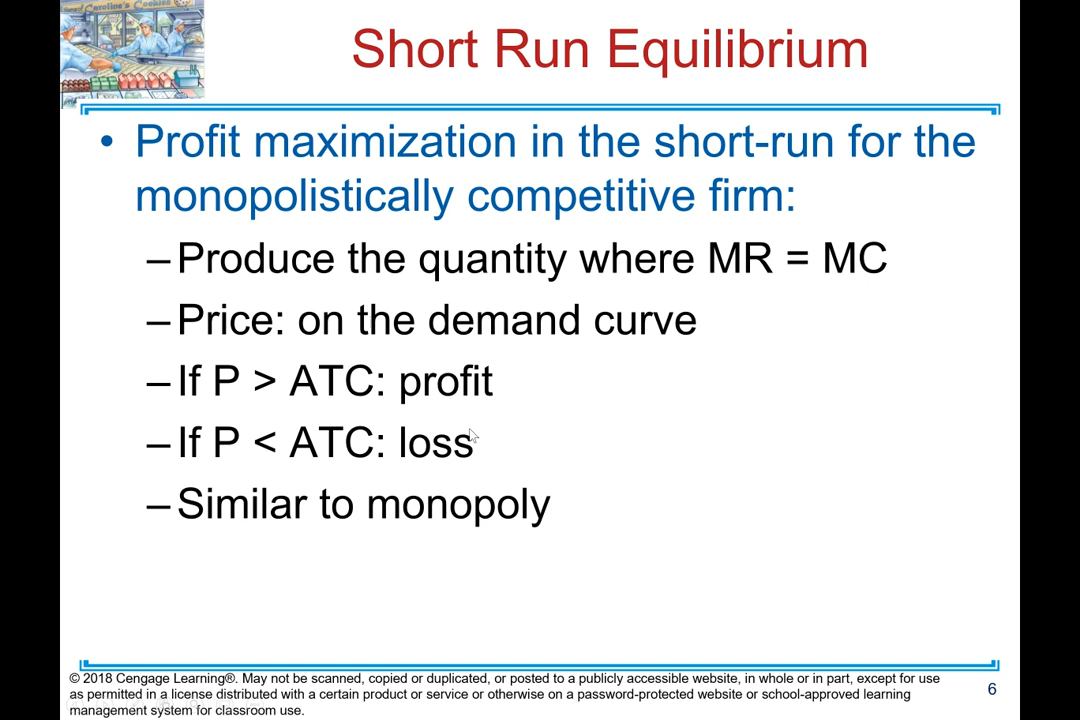 Short Run Equilibrium
• Profit maximization in the short-run for the
monopolistically competitive firm:
–Produce the quantity where MR = MC
–Price: on the demand curve
–If P > ATC: profit
–If P < ATC: loss
–Similar to monopoly
© 2018 Cengage Learning®. May not be scanned, copied or duplicated, or posted to a publicly accessible website, in whole or in part, except for use
as permitted in a license distributed with a certain product or service or otherwise on a password-protected website or school-approved learning
management system for classroom use.
6